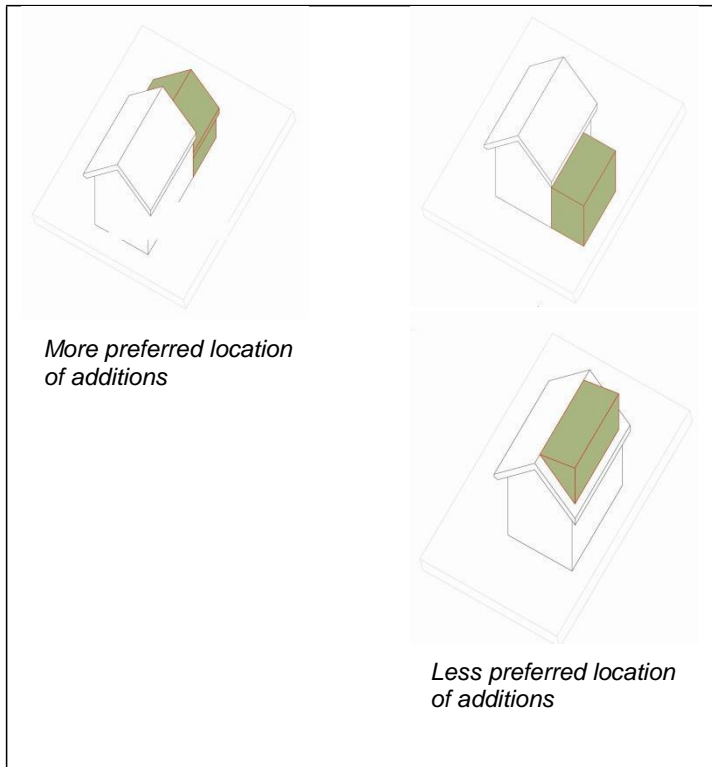 More preferred location
of additions
Less preferred location
of additions